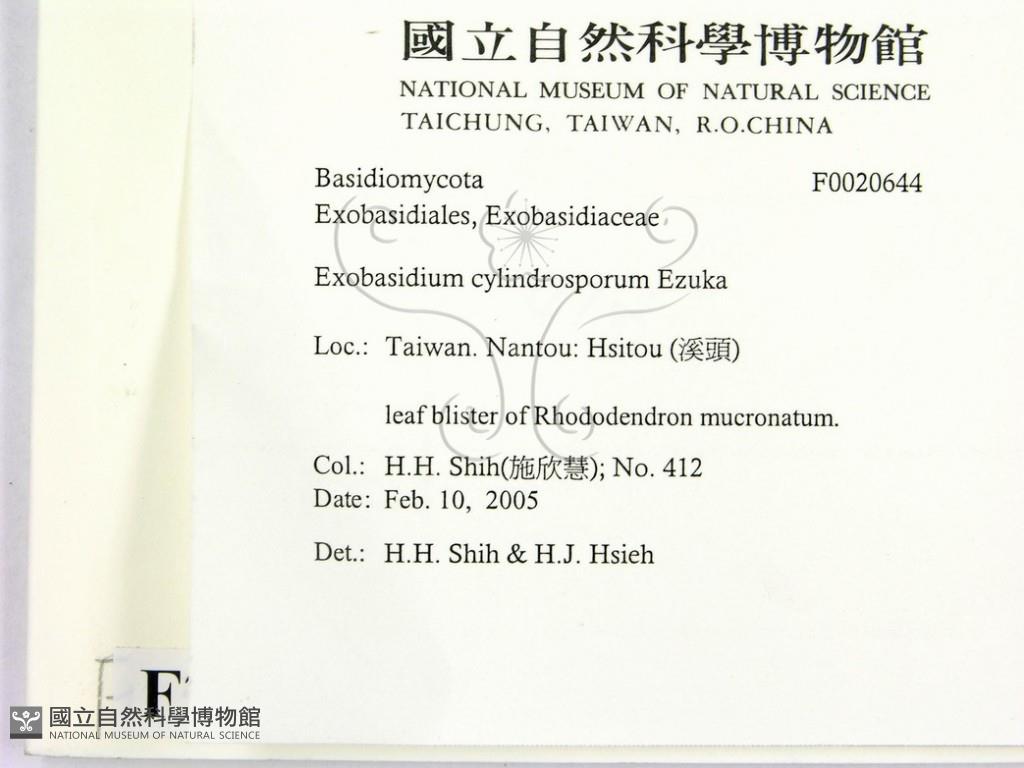 國立自然科學博物館
NATIONAL MUSEUM OF NATURAL SCIENCE
TAICHUNG, TAIWAN, R.O.CHINA
Basidiomycota F0020644
Exobasidiales, Exobasidiaceae
Exobasidium cylindrosporum Ezuka
Loc.: Taiwan. Nantou: Hsitou (溪頭)
leaf blister of Rhododendron mucronatum.
Col.: H.H. Shih(施欣慧); No. 412
Date: Feb. 10, 2005
Det.: H.H. Shih & H.J. Hsieh
國立自然科學博物館
NATIONAL MUSEUM OF NATURAL SCIENCE